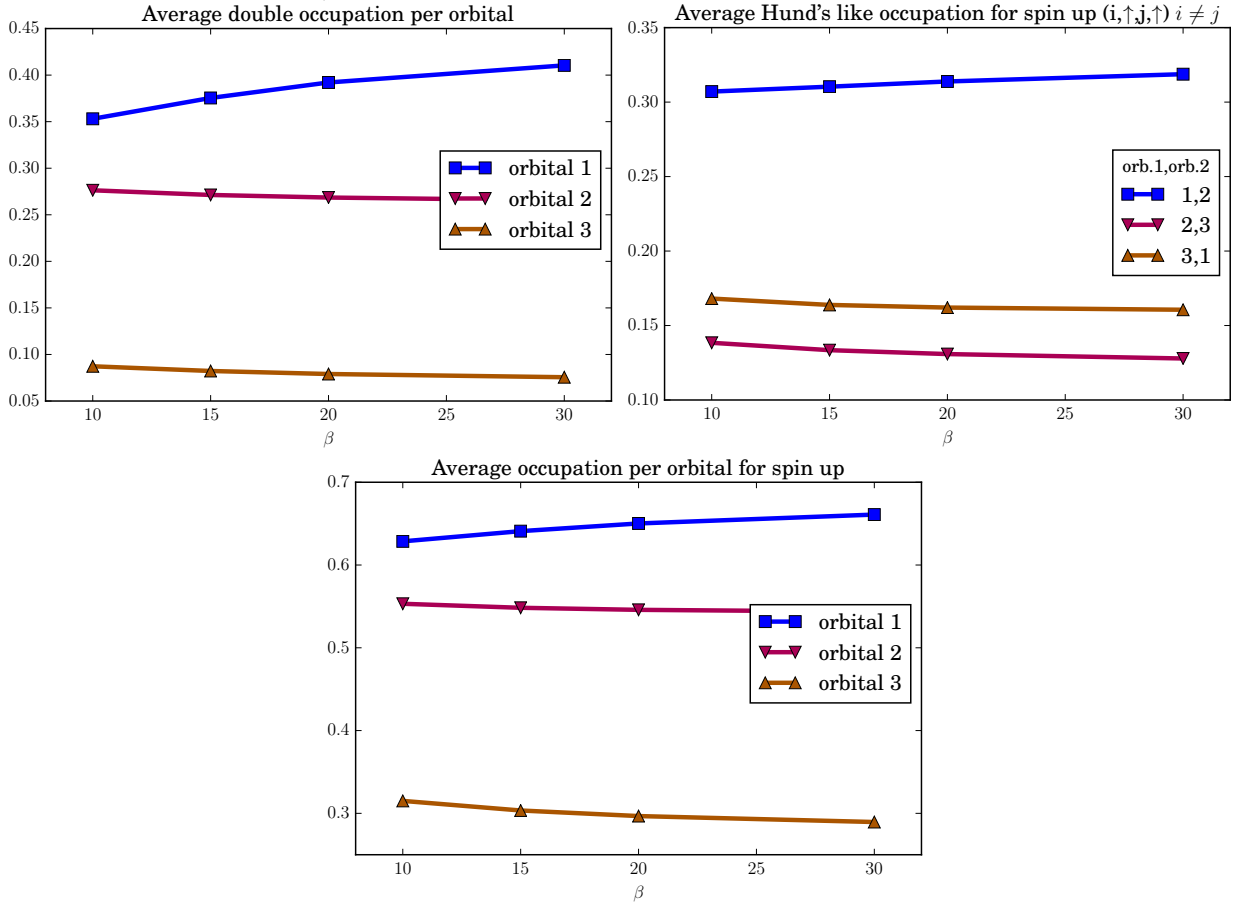 Average double occupation per orbital
0.45
0.40
0.35
0.30
0.25
0.20
0.15
0.10
0.05
10 15 20 25 30
β
orbital 1
orbital 2
orbital 3
Average Hund's like occupation for spin up (i,↑,j,↑) i ≠ j
0.35
0.30
0.25
0.20
0.15
0.10
10 15 20 25 30
β
orb.1,orb.2
1,2
2,3
3,1
Average occupation per orbital for spin up
0.7
0.6
0.5
0.4
0.3
10 15 20 25 30
β
orbital 1
orbital 2
orbital 3